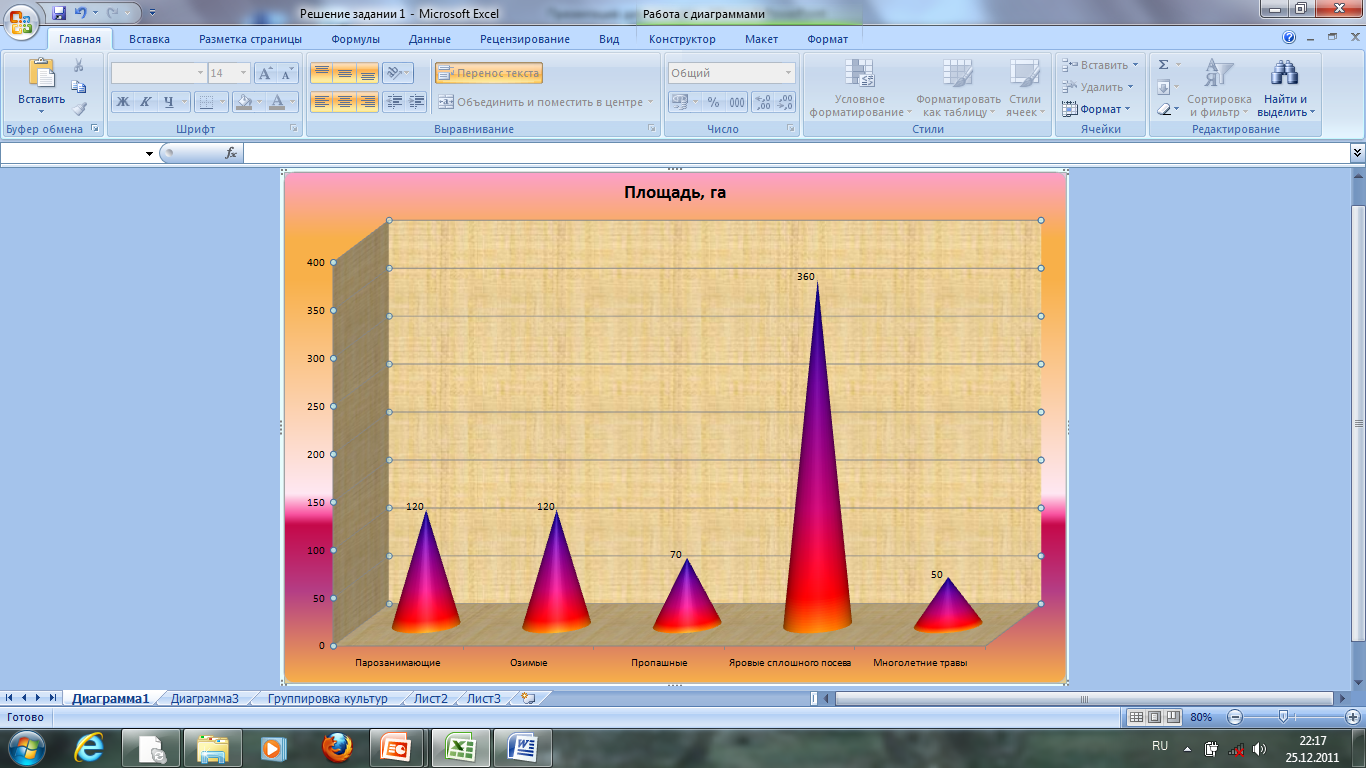 Решение задании 1 - Microsoft Excel
Работа с диаграммами
Главная Вставка Разметка страницы Формулы Данные Рецензирование Вид Конструктор Макет Формат
Вставить
Буфер обмена
14
Ж К Ч
Шрифт
Перенос текста
Объединить и поместить в центре
Выравнивание
Общий
% 000
Число
Условное форматирование
Форматировать как таблицу
Стили ячеек
Стили
Вставить
Удалить
Формат
Ячейки
Сортировка и фильтр
Найти и выделить
Редактирование
fx
Площадь, га
400
350
300
250
200
150
100
50
0
120
120
70
360
50
Парозанимающие Озимые Пропашные Яровые сплошного посева Многолетние травы
Диаграмма1 Диаграмма3 Группировка культур Лист2 Лист3
Готово
80%
RU
22:17
25.12.2011